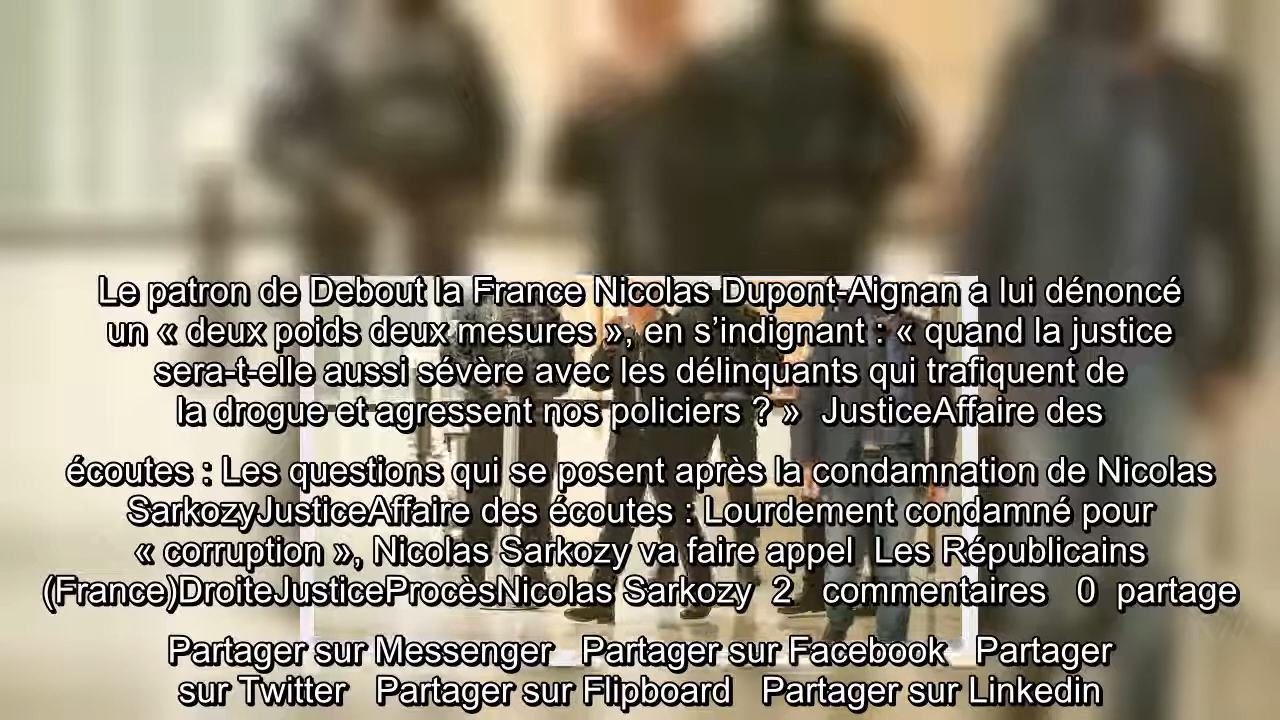 Le patron de Debout la France Nicolas Dupont-Aignan a lui dénoncé
un « deux poids deux mesures », en s’indignant : « quand la justice
sera-t-elle aussi sévère avec les délinquants qui trafiquent de
la drogue et agressent nos policiers ? » JusticeAffaire des
écoutes : Les questions qui se posent après la condamnation de Nicolas
SarkozyJusticeAffaire des écoutes : Lourdement condamné pour
« corruption », Nicolas Sarkozy va faire appel Les Républicains
(France)DroiteJusticeProcèsNicolas Sarkozy 2 commentaires 0 partage
Partager sur Messenger Partager sur Facebook Partager
sur Twitter Partager sur Flipboard Partager sur Linkedin